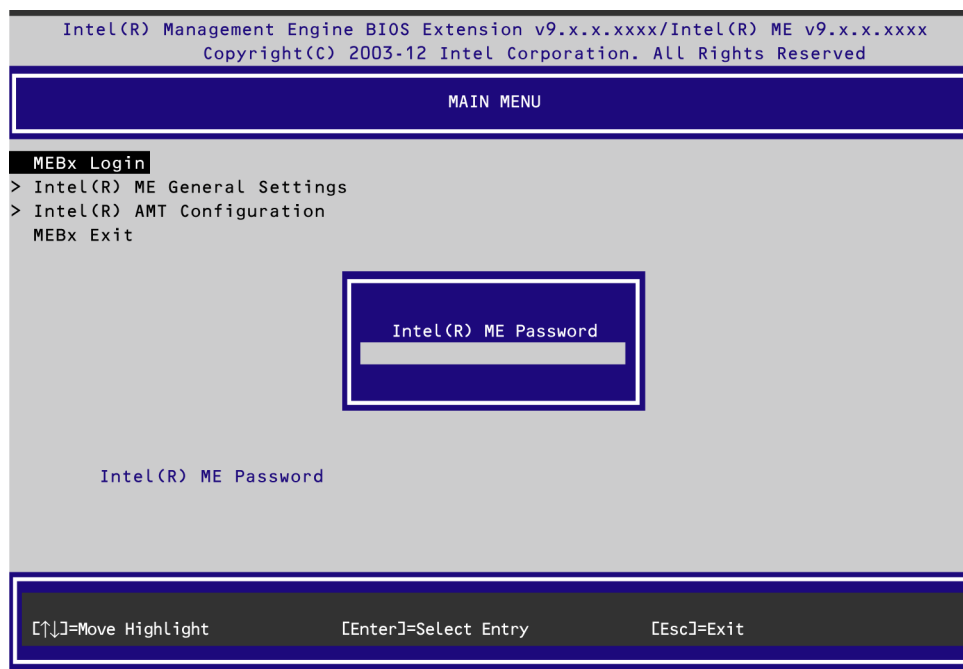 Intel(R) Management Engine BIOS Extension v9.x.x.xxxx/Intel(R) ME v9.x.x.xxxx
Copyright(C) 2003-12 Intel Corporation. All Rights Reserved
MAIN MENU
MEBx Login
> Intel(R) ME General Settings
> Intel(R) AMT Configuration
MEBx Exit
Intel(R) ME Password
Intel(R) ME Password
[↑↓]=Move Highlight [Enter]=Select Entry [Esc]=Exit